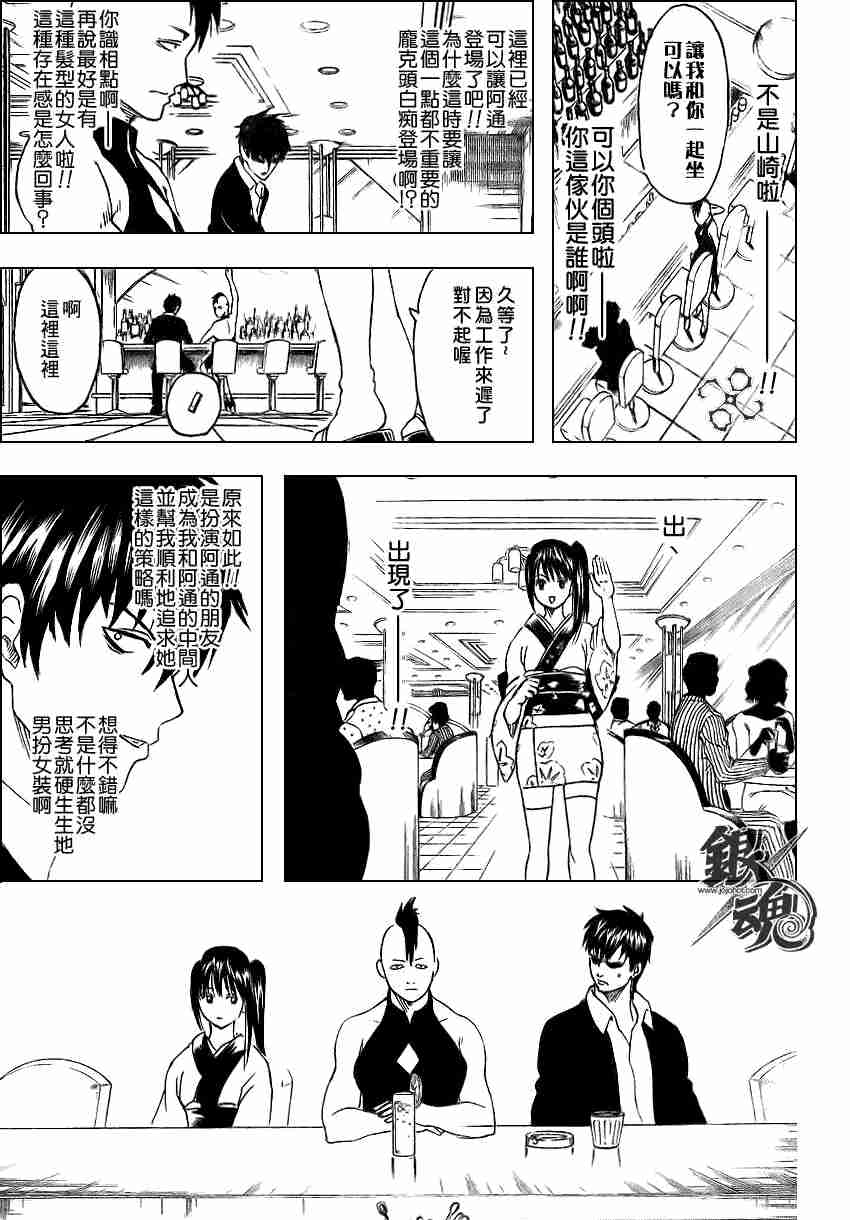 不是山崎啦——!!
讓我和你一起坐
可以嗎？
可以你個頭啦——
你這傢伙是誰啊啊!!
這裡已經
可以讓阿通
登場了吧!!
為什麼這時要讓
這個一點都不重要的
龐克頭白痴登場啊!?
你識相點啊——
再說最好是有
這種髮型的女人啦!!
這種存在感是怎麼回事？
久等了~
因為工作來遲了
對不起喔
啊
這裡這裡
出、
出現了——!!
原來如此!!
是扮演阿通的朋友
成為我和阿通的中間人
並幫我順利地追求她
這樣的策略嗎
想得不錯嘛
不是什麼都沒
思考就硬生生地
男扮女裝啊
銀魂
www.jojohot.com